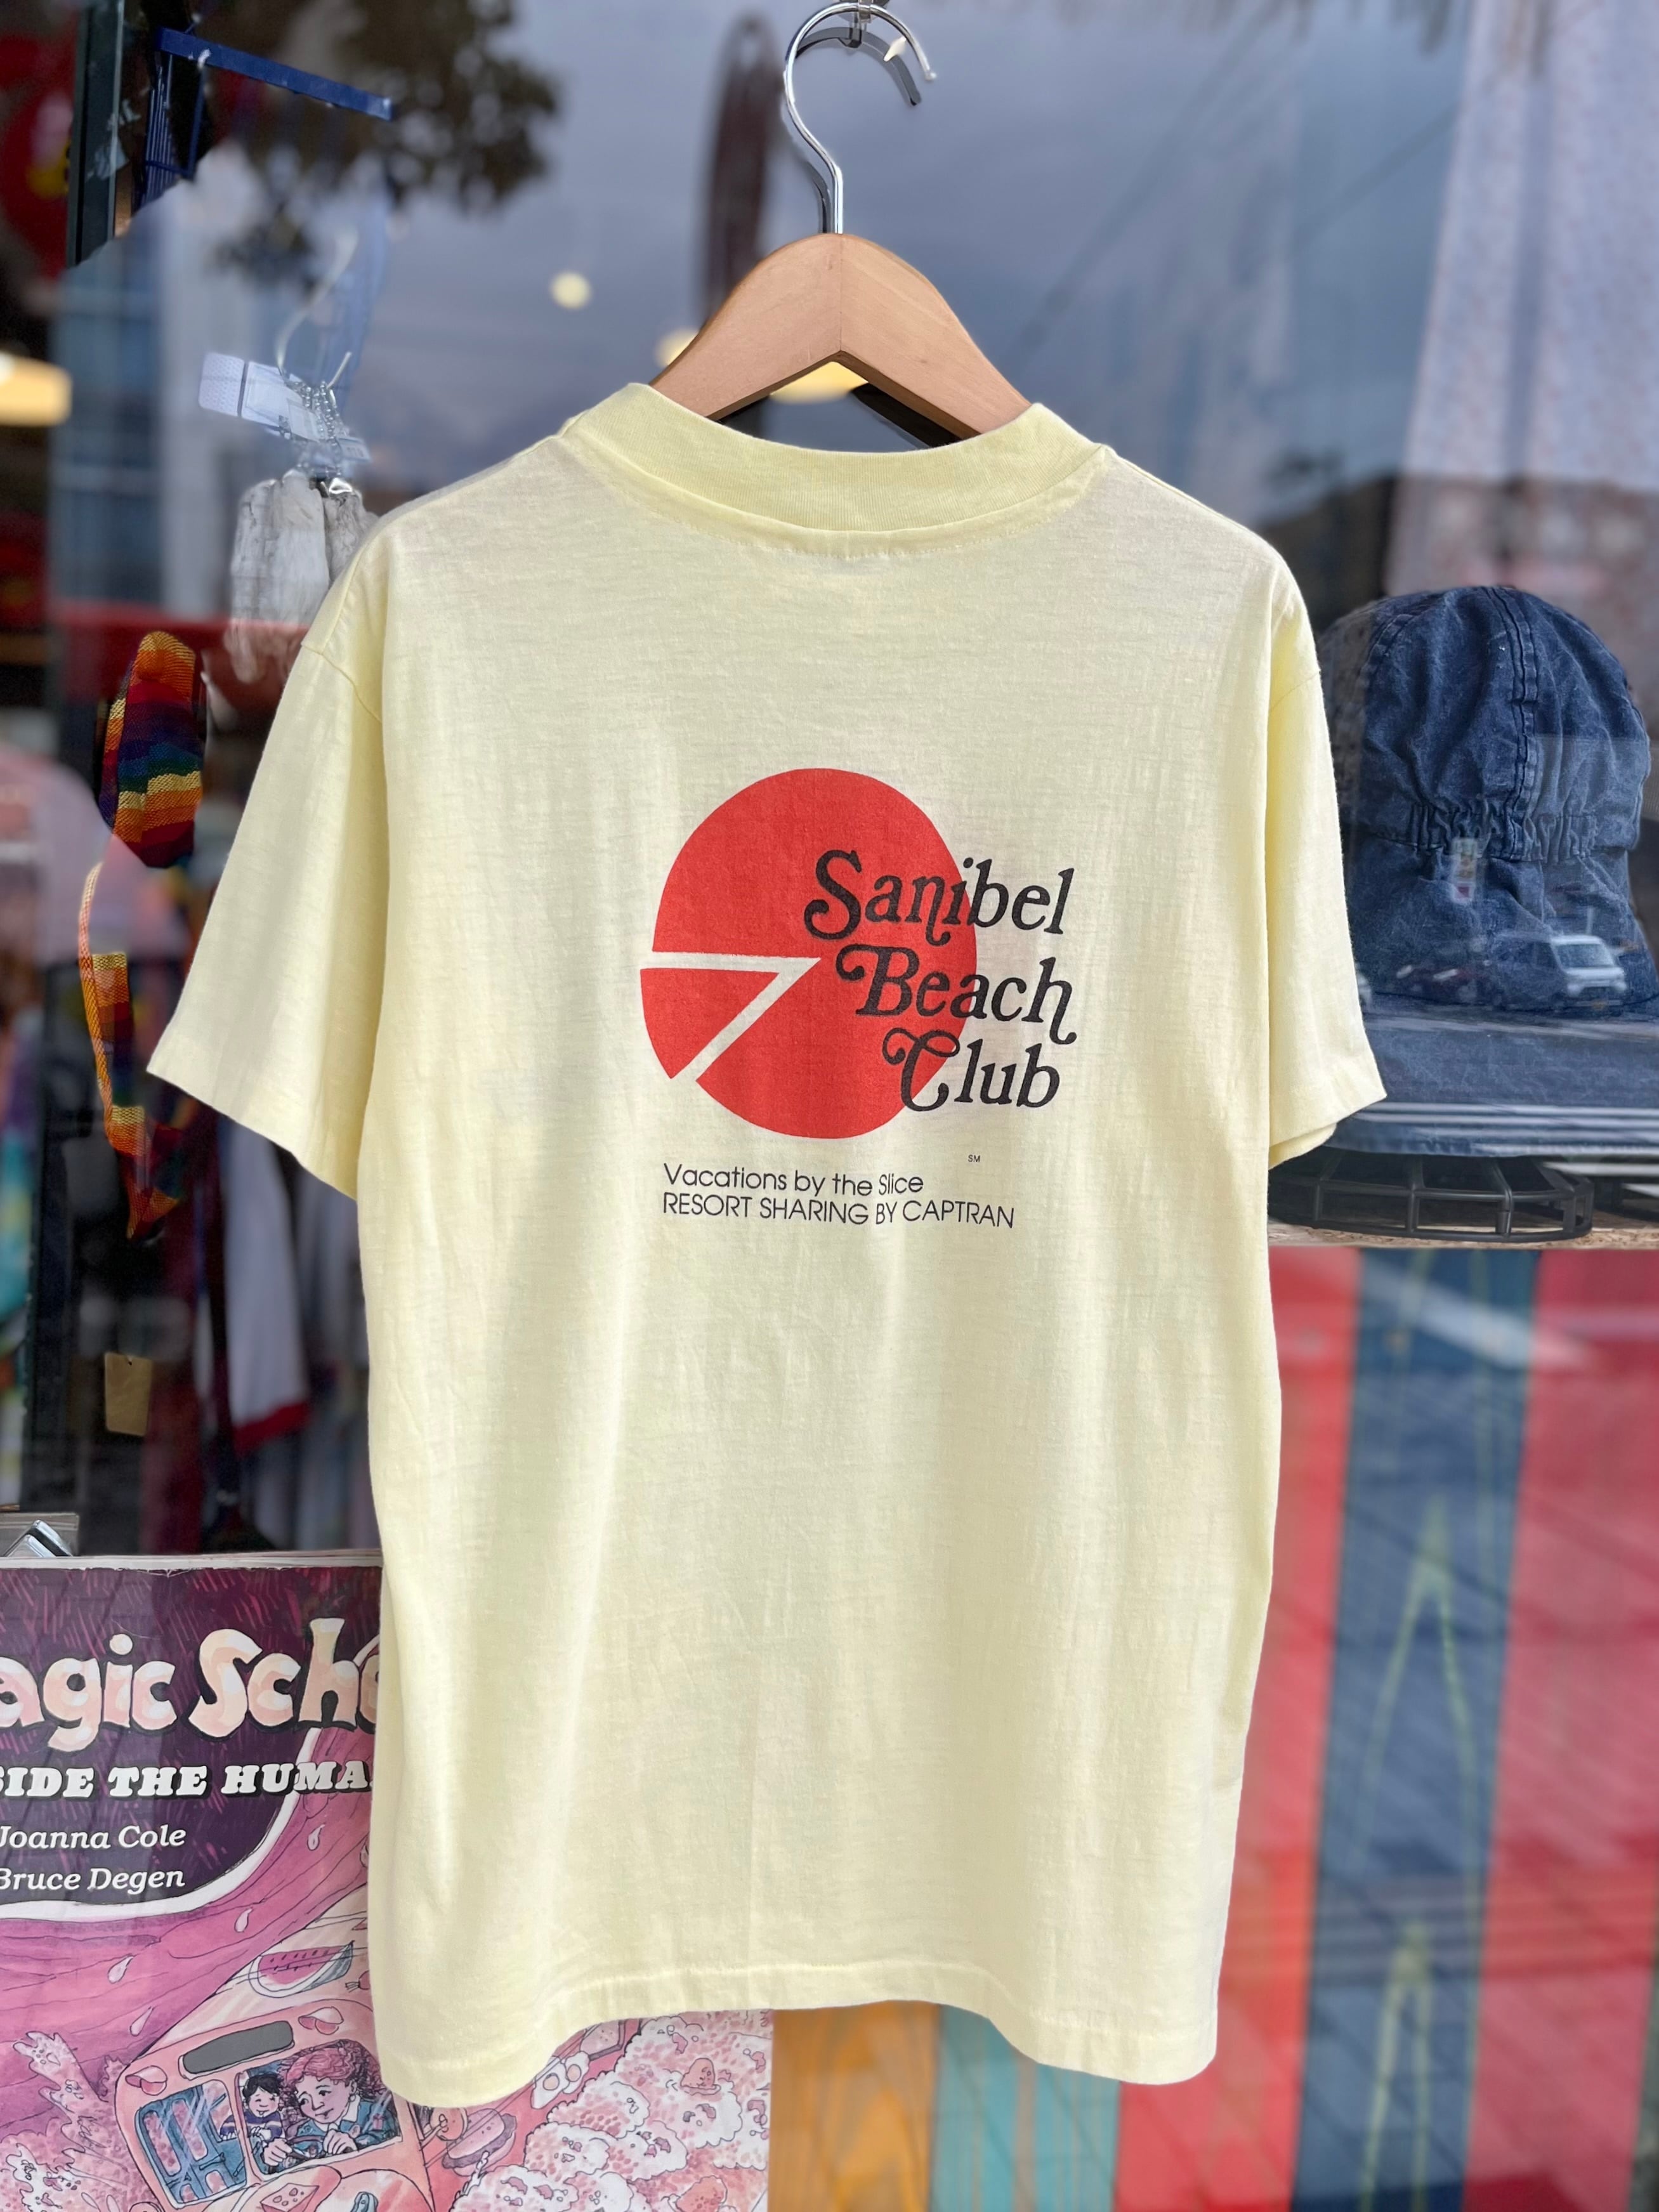 Sanibel
Beach
Club
SM
Vacations by the Slice
RESORT SHARING BY CAPTRAN
agic Scho
SIDE THE HUMA
Joanna Cole
Bruce Degen